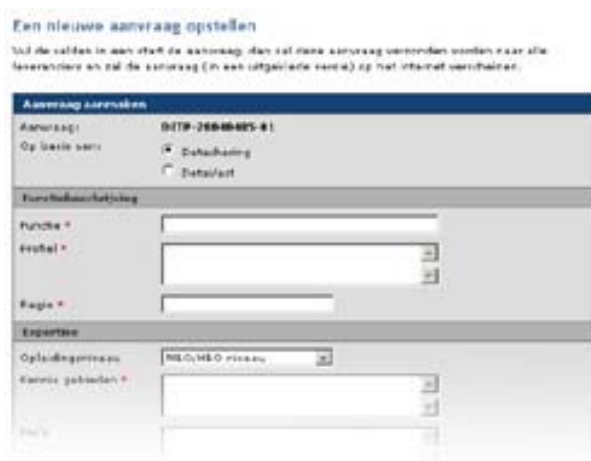 Een nieuwe aanvraag opstellen
Vul de velden in een start de aanvraag, dan zal deze aanvraag verzonden worden naar alle
leveranciers en zal de aanvraag (in een uitgeklede versie) op het internet verschijnen.
Aanvraag aanmaken
Aanvraag:
Op basis van:
Detachering
Functiebeschrijving
Functie *
Profiel *
Regio *
Expertise
Opleidingsniveau
MBO/HBO niveau
Kennis gebieden *